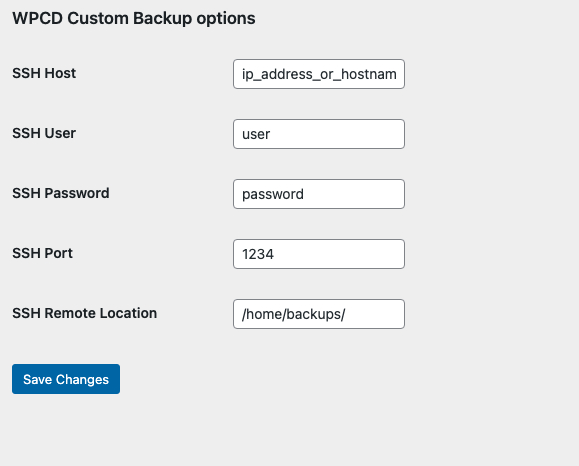 WPCD Custom Backup options
SSH Host ip_address_or_hostnam
SSH User user
SSH Password password
SSH Port 1234
SSH Remote Location /home/backups/
Save Changes